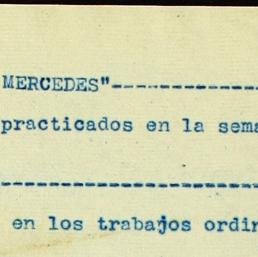 MERCEDES"--------------
practicados en la sema
------------------------
en los trabajos ordin